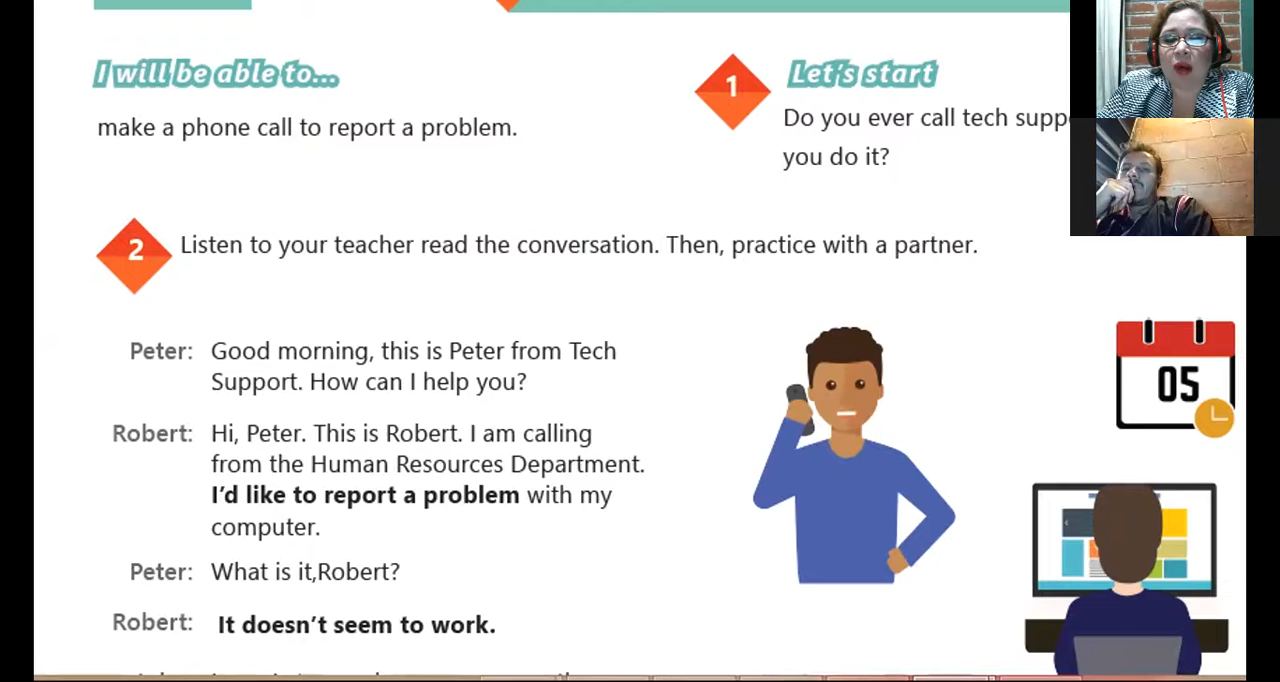 I will be able to...
make a phone call to report a problem.
1
Let's start
Do you ever call tech
you do it?
2
Listen to your teacher read the conversation. Then, practice with a partner.
Peter: Good morning, this is Peter from Tech
Support. How can I help you?
Robert: Hi, Peter. This is Robert. I am calling
from the Human Resources Department.
I'd like to report a problem with my
computer.
Peter: What is it,Robert?
Robert: It doesn't seem to work.
05